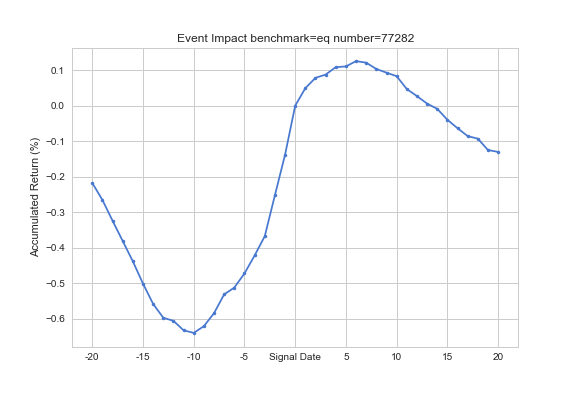 Event Impact benchmark=eq number=77282
Accumulated Return (%)
0.1
0.0
−0.1
−0.2
−0.3
−0.4
−0.5
−0.6
-20 -15 -10 -5 Signal Date 5 10 15 20